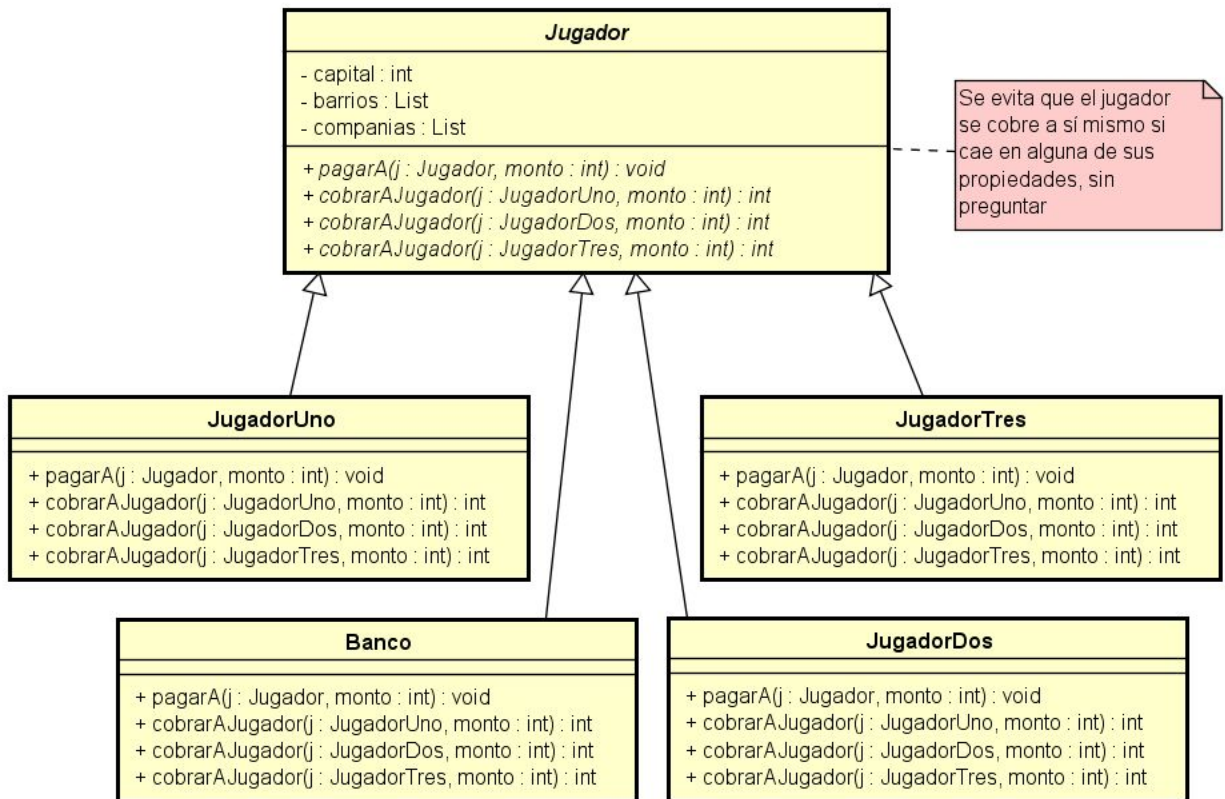 Jugador
- capital : int
- barrios : List
- companias : List
+ pagarA(j : Jugador, monto : int) : void
+ cobrarAJugador(j : JugadorUno, monto : int) : int
+ cobrarAJugador(j : JugadorDos, monto : int) : int
+ cobrarAJugador(j : JugadorTres, monto : int) : int
Se evita que el jugador
se cobre a sí mismo si
cae en alguna de sus
propiedades, sin
preguntar
JugadorUno
+ pagarA(j : Jugador, monto : int) : void
+ cobrarAJugador(j : JugadorUno, monto : int) : int
+ cobrarAJugador(j : JugadorDos, monto : int) : int
+ cobrarAJugador(j : JugadorTres, monto : int) : int
JugadorTres
+ pagarA(j : Jugador, monto : int) : void
+ cobrarAJugador(j : JugadorUno, monto : int) : int
+ cobrarAJugador(j : JugadorDos, monto : int) : int
+ cobrarAJugador(j : JugadorTres, monto : int) : int
Banco
+ pagarA(j : Jugador, monto : int) : void
+ cobrarAJugador(j : JugadorUno, monto : int) : int
+ cobrarAJugador(j : JugadorDos, monto : int) : int
+ cobrarAJugador(j : JugadorTres, monto : int) : int
JugadorDos
+ pagarA(j : Jugador, monto : int) : void
+ cobrarAJugador(j : JugadorUno, monto : int) : int
+ cobrarAJugador(j : JugadorDos, monto : int) : int
+ cobrarAJugador(j : JugadorTres, monto : int) : int